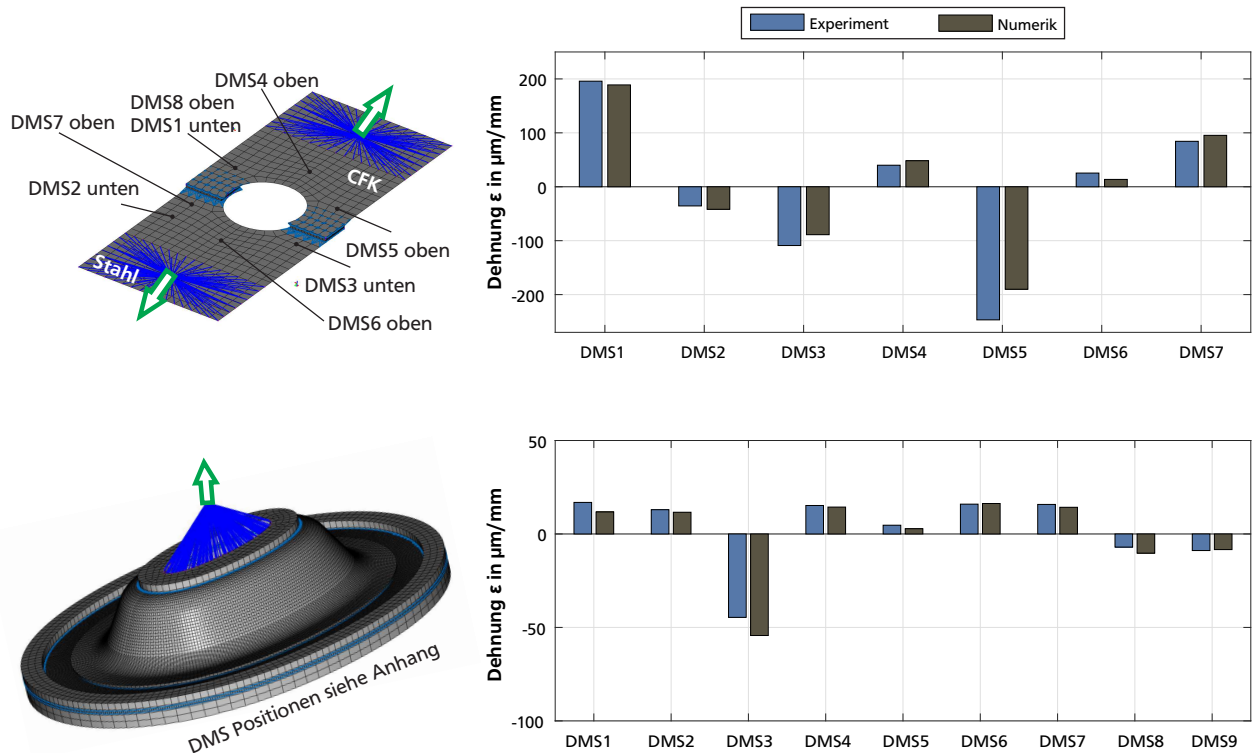 Experiment
Numerik
DMS4 oben
DMS8 oben
DMS7 oben
DMS1 unten
DMS2 unten
CFK
DMS5 oben
Stahl
DMS3 unten
DMS6 oben
Dehnung ε in µm/mm
200
100
0
-100
-200
DMS1 DMS2 DMS3 DMS4 DMS5 DMS6 DMS7
DMS Positionen siehe Anhang
Dehnung ε in µm/mm
50
0
-50
-100
DMS1 DMS2 DMS3 DMS4 DMS5 DMS6 DMS7 DMS8 DMS9